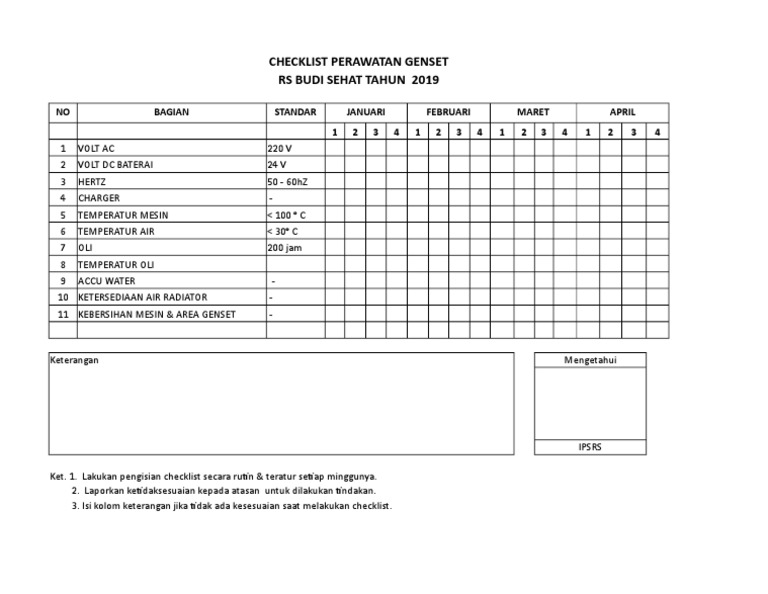 CHECKLIST PERAWATAN GENSET
RS BUDI SEHAT TAHUN 2019
NO BAGIAN STANDAR JANUARI FEBRUARI MARET APRIL
1 2 3 4 1 2 3 4 1 2 3 4 1 2 3 4
1 VOLT AC 220 V
2 VOLT DC BATERAI 24 V
3 HERTZ 50 - 60hZ
4 CHARGER -
5 TEMPERATUR MESIN < 100 ° C
6 TEMPERATUR AIR < 30° C
7 OLI 200 jam
8 TEMPERATUR OLI
9 ACCU WATER -
10 KETERSEDIAAN AIR RADIATOR -
11 KEBERSIHAN MESIN & AREA GENSET -
Keterangan Mengetahui
IPSRS
Ket. 1. Lakukan pengisian checklist secara rutin & teratur setiap minggunya.
2. Laporkan ketidaksesuaian kepada atasan untuk dilakukan tindakan.
3. Isi kolom keterangan jika tidak ada kesesuaian saat melakukan checklist.